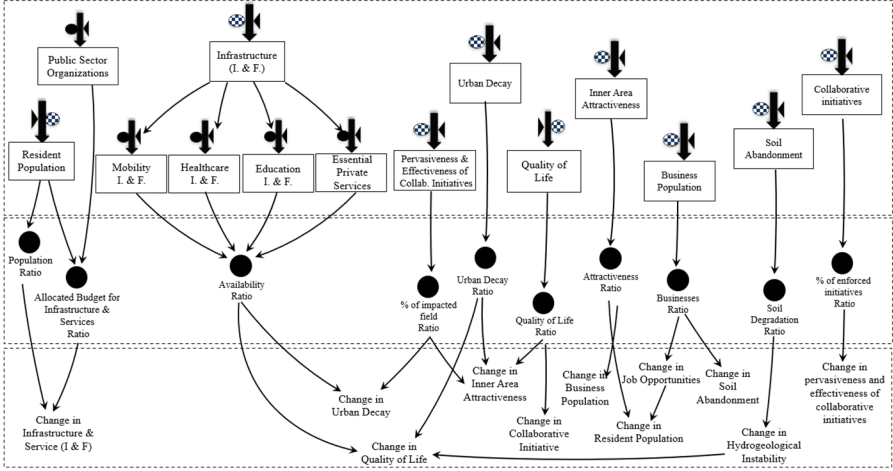 Public Sector
Organizations
Infrastructure
(I. & F.)
Urban Decay
Inner Area
Attractiveness
Collaborative
initiatives
Resident
Population
Mobility
I. & F.
Healthcare
I. & F.
Education
I. & F.
Essential
Private
Services
Pervasiveness &
Effectiveness of
Collab. Initiatives
Quality of
Life
Business
Population
Soil
Abandonment
Population
Ratio
Allocated Budget for
Infrastructure &
Services
Ratio
Availability
Ratio
% of impacted
field
Ratio
Urban Decay
Ratio
Quality of Life
Ratio
Attractiveness
Ratio
Businesses
Ratio
Soil
Degradation
Ratio
% of enforced
initiatives
Ratio
Change in
Infrastructure &
Service (I & F)
Change in
Urban Decay
Change in
Quality of Life
Change in
Inner Area
Attractiveness
Change in
Collaborative
Initiative
Change in
Business
Population
Change in
Resident Population
Change in
Job Opportunities
Change in
Soil
Abandonment
Change in
Hydrogeological
Instability
Change in
pervasiveness and
effectiveness of
collaborative
initiatives